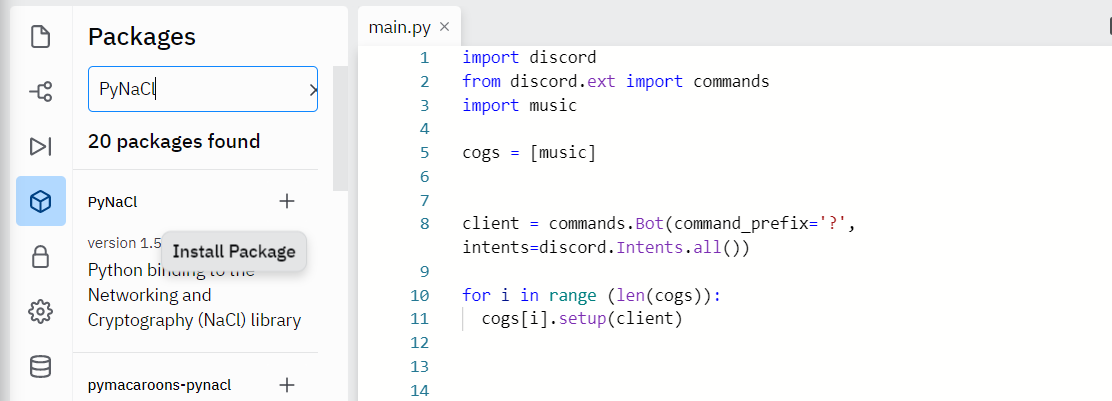 Packages
PyNaCl
20 packages found
PyNaCl
version 1.5
Install Package
Python binding to the
Networking and
Cryptography (NaCl) library
pymacaroons-pynacl
main.py
1 import discord
2 from discord.ext import commands
3 import music
4
5 cogs = [music]
6
7
8 client = commands.Bot(command_prefix='?',
intents=discord.Intents.all())
9
10 for i in range (len(cogs)):
11 cogs[i].setup(client)
12
13
14